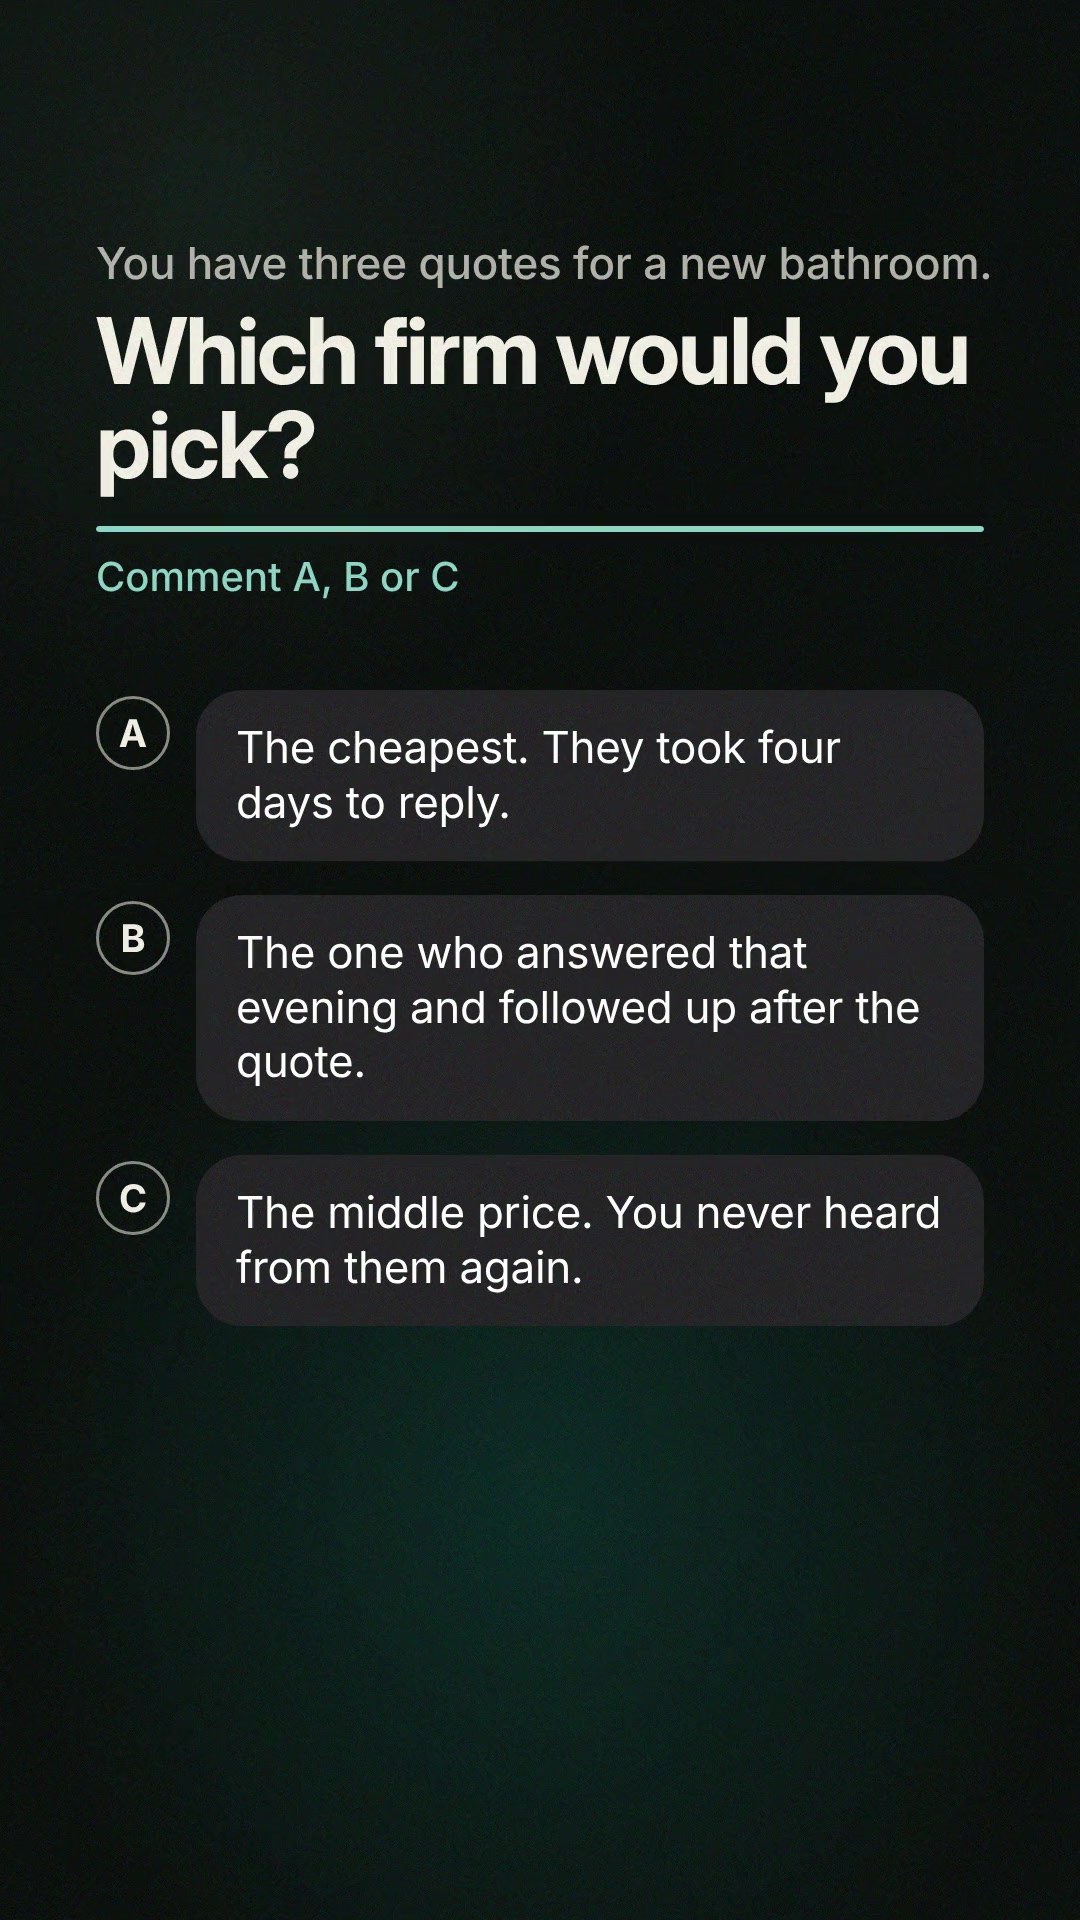 You have three quotes for a new bathroom.
Which firm would you
pick?
Comment A, B or C
A
The cheapest. They took four
days to reply.
B
The one who answered that
evening and followed up after the
quote.
C
The middle price. You never heard
from them again.